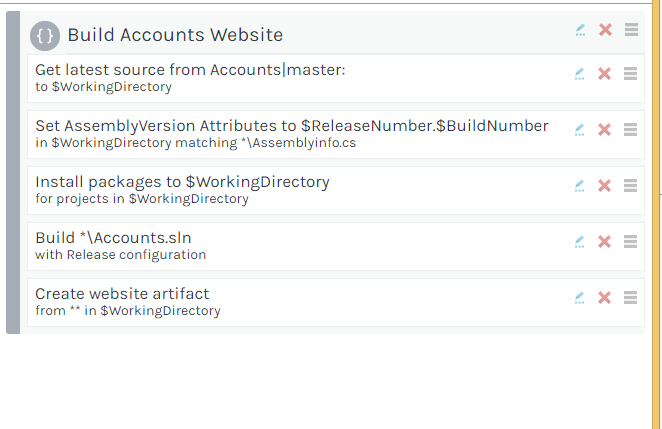 {} Build Accounts Website
Get latest source from Accounts|master:
to $WorkingDirectory
Set AssemblyVersion Attributes to $ReleaseNumber.$BuildNumber
in $WorkingDirectory matching *\Assemblyinfo.cs
Install packages to $WorkingDirectory
for projects in $WorkingDirectory
Build *\Accounts.sln
with Release configuration
Create website artifact
from ** in $WorkingDirectory